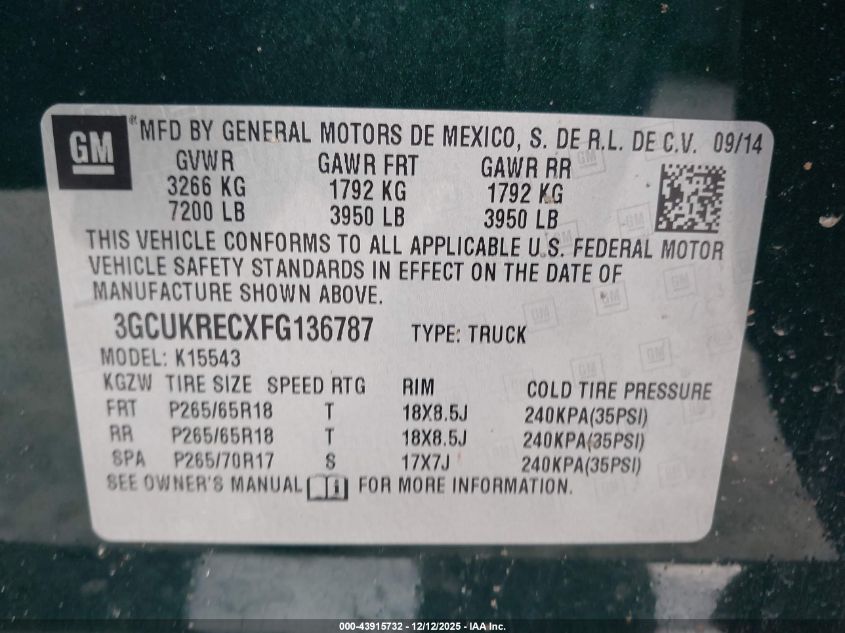 GM ® MFD BY GENERAL MOTORS DE MEXICO, S. DE R.L. DE C.V. 09/14
GVWR GAWR FRT GAWR RR
3266 KG 1792 KG 1792 KG
7200 LB 3950 LB 3950 LB
THIS VEHICLE CONFORMS TO ALL APPLICABLE U.S. FEDERAL MOTOR
VEHICLE SAFETY STANDARDS IN EFFECT ON THE DATE OF
MANUFACTURE SHOWN ABOVE.
3GCUKRECXFG136787 TYPE: TRUCK
MODEL: K15543
KGZW TIRE SIZE SPEED RTG RIM COLD TIRE PRESSURE
FRT P265/65R18 T 18X8.5J 240KPA(35PSI)
RR P265/65R18 T 18X8.5J 240KPA(35PSI)
SPA P265/70R17 S 17X7J 240KPA(35PSI)
SEE OWNER'S MANUAL i FOR MORE INFORMATION.
000-43915732 - 12/12/2025 - IAA Inc.